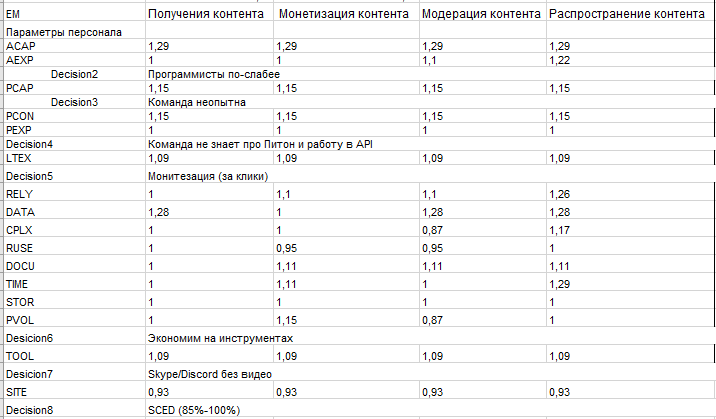 EM Получения контента Монетизация контента Модерация контента Распространение контента
Параметры персонала
ACAP 1,29 1,29 1,29 1,29
AEXP 1 1 1,1 1,22
Decision2 Программисты по-слабее
PCAP 1,15 1,15 1,15 1,15
Decision3 Команда неопытна
PCON 1,15 1,15 1,15 1,15
PEXP 1 1 1 1
Decision4 Команда не знает про Питон и работу в API
LTEX 1,09 1,09 1,09 1,09
Decision5 Монитезация (за клики)
RELY 1 1,1 1,1 1,26
DATA 1,28 1 1,28 1,28
CPLX 1 1 0,87 1,17
RUSE 1 0,95 0,95 1
DOCU 1 1,11 1,11 1,11
TIME 1 1,11 1 1,29
STOR 1 1 1 1
PVOL 1 1,15 0,87 1
Desicion6 Экономим на инструментах
TOOL 1,09 1,09 1,09 1,09
Desicion7 Skype/Discord без видео
SITE 0,93 0,93 0,93 0,93
Decision8 SCED (85%-100%)